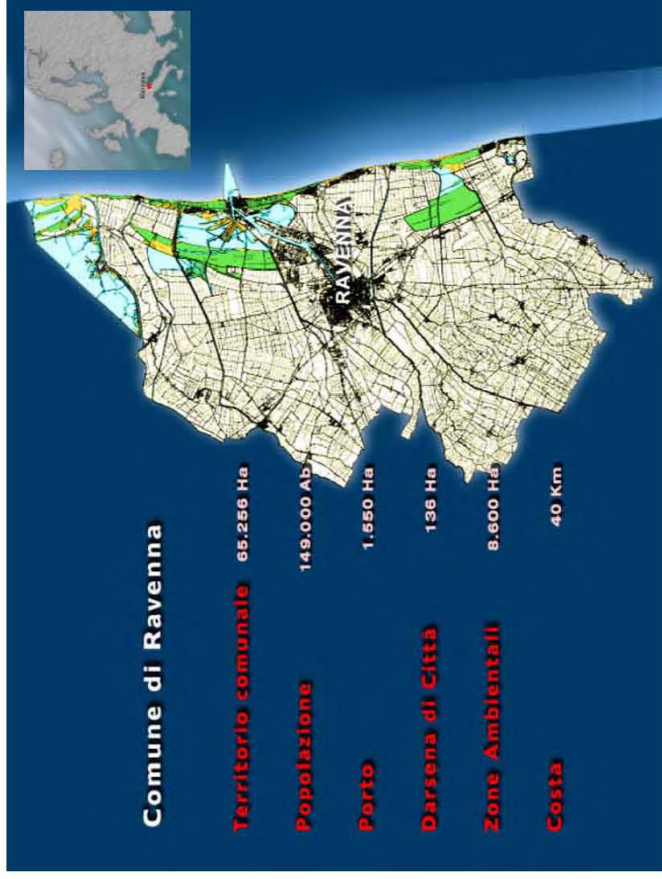 Comune di Ravenna
Territorio comunale 65.256 Ha
Popolazione 149.000 Ab
Porto 1.550 Ha
Darsena di Città 136 Ha
Zone Ambientali 8.600 Ha
Costa 40 Km
RAVENNA
Ravenna